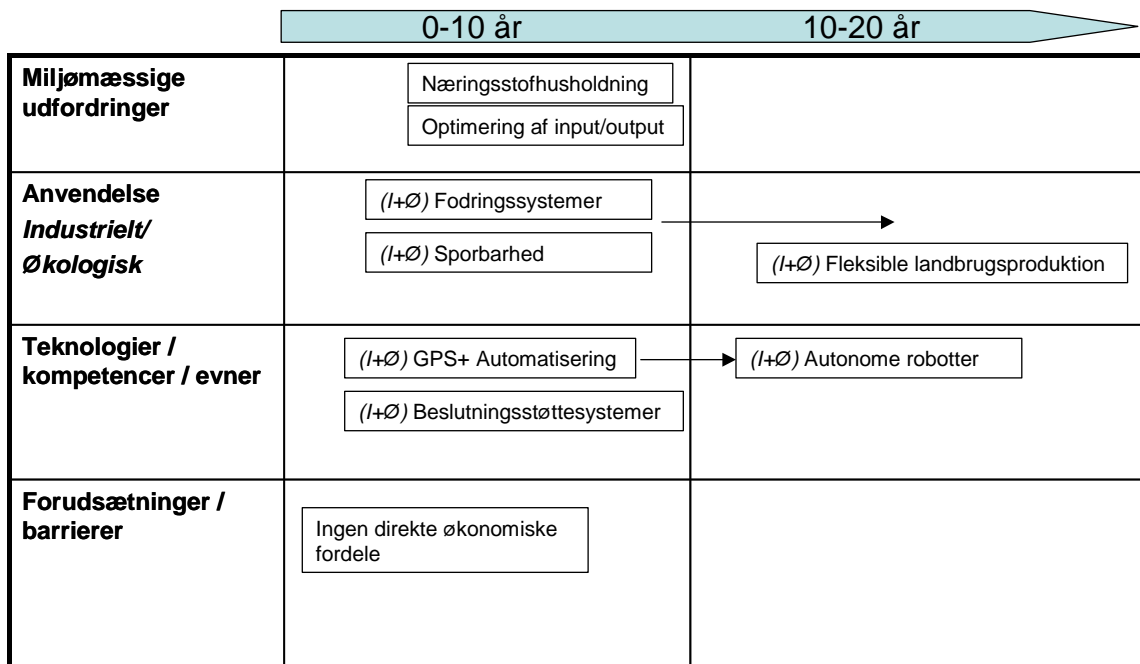 0-10 år 10-20 år
Miljømæssige
udfordringer
Næringsstofhusholdning
Optimering af input/output
Anvendelse
Industrielt/
Økologisk
(I+Ø) Fodringssystemer
(I+Ø) Sporbarhed
(I+Ø) Fleksible landbrugsproduktion
Teknologier /
kompetencer / evner
(I+Ø) GPS+ Automatisering
(I+Ø) Autonome robotter
(I+Ø) Beslutningsstøttesystemer
Forudsætninger /
barrierer
Ingen direkte økonomiske
fordele